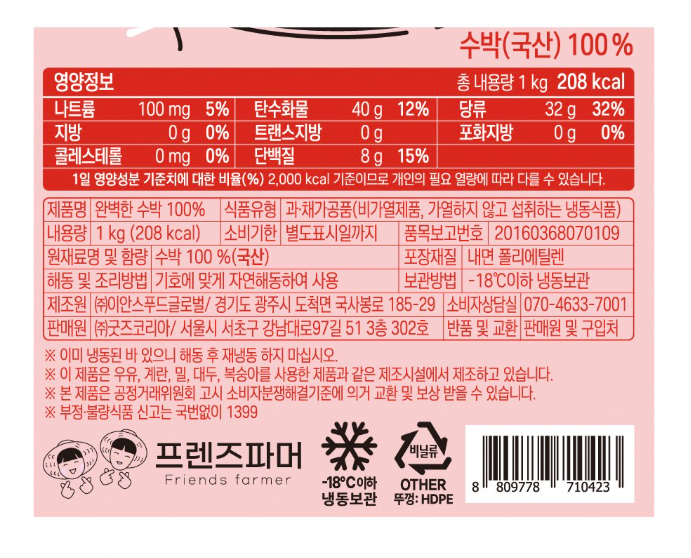 수박(국산) 100 %
영양정보 총 내용량 1 kg 208 kcal
나트륨 100 mg 5% 탄수화물 40 g 12% 당류 32 g 32%
지방 0 g 0% 트랜스지방 0 g 포화지방 0 g 0%
콜레스테롤 0 mg 0% 단백질 8 g 15%
1일 영양성분 기준치에 대한 비율(%) 2,000 kcal 기준이므로 개인의 필요 열량에 따라 다를 수 있습니다.
제품명 완벽한 수박 100% 식품유형 과·채가공품(비가열제품, 가열하지 않고 섭취하는 냉동식품)
내용량 1 kg (208 kcal) 소비기한 별도표시일까지 품목보고번호 20160368070109
원재료명 및 함량 수박 100 %(국산) 포장재질 내면 폴리에틸렌
해동 및 조리방법 기호에 맞게 자연해동하여 사용 보관방법 -18℃이하 냉동보관
제조원 ㈜이안스푸드글로벌/ 경기도 광주시 도척면 국사봉로 185-29 소비자상담실 070-4633-7001
판매원 ㈜굿즈코리아/ 서울시 서초구 강남대로97길 51 3층 302호 반품 및 교환 판매원 및 구입처
※ 이미 냉동된 바 있으니 해동 후 재냉동 하지 마십시오.
※ 이 제품은 우유, 계란, 밀, 대두, 복숭아를 사용한 제품과 같은 제조시설에서 제조하고 있습니다.
※ 본 제품은 공정거래위원회 고시 소비자분쟁해결기준에 의거 교환 및 보상 받을 수 있습니다.
※ 부정·불량식품 신고는 국번없이 1399
프렌즈파머
Friends farmer
-18℃이하
냉동보관
비닐류
OTHER
뚜껑: HDPE
8 809778 710423